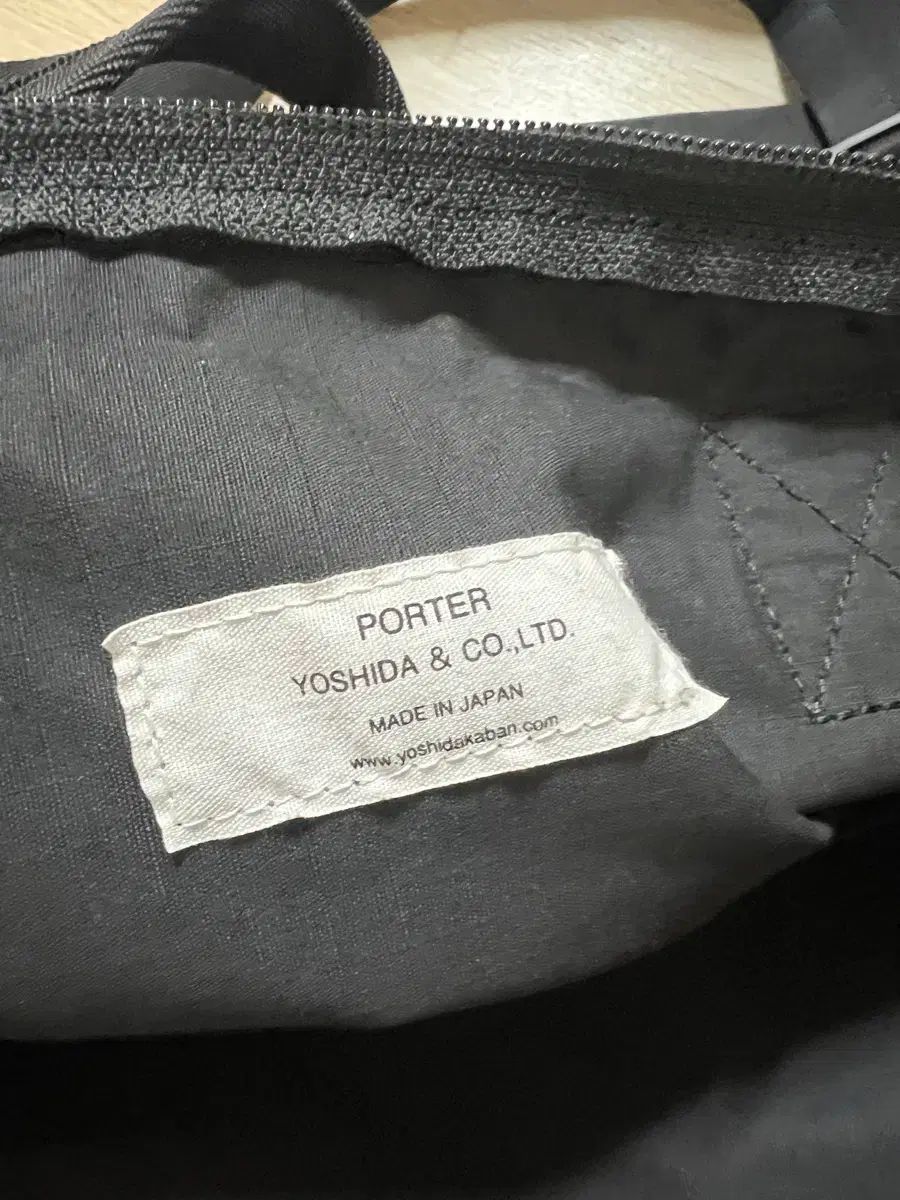 PORTER
YOSHIDA & CO.,LTD.
MADE IN JAPAN
www.yoshidakaban.com